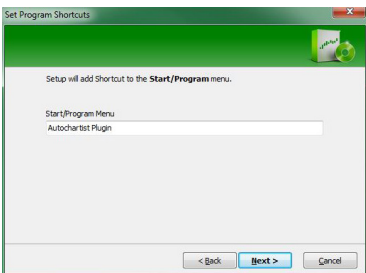 Set Program Shortcuts
Setup will add Shortcut to the Start/Program menu.
Start/Program Menu
Autochartist Plugin
< Back
Next >
Cancel